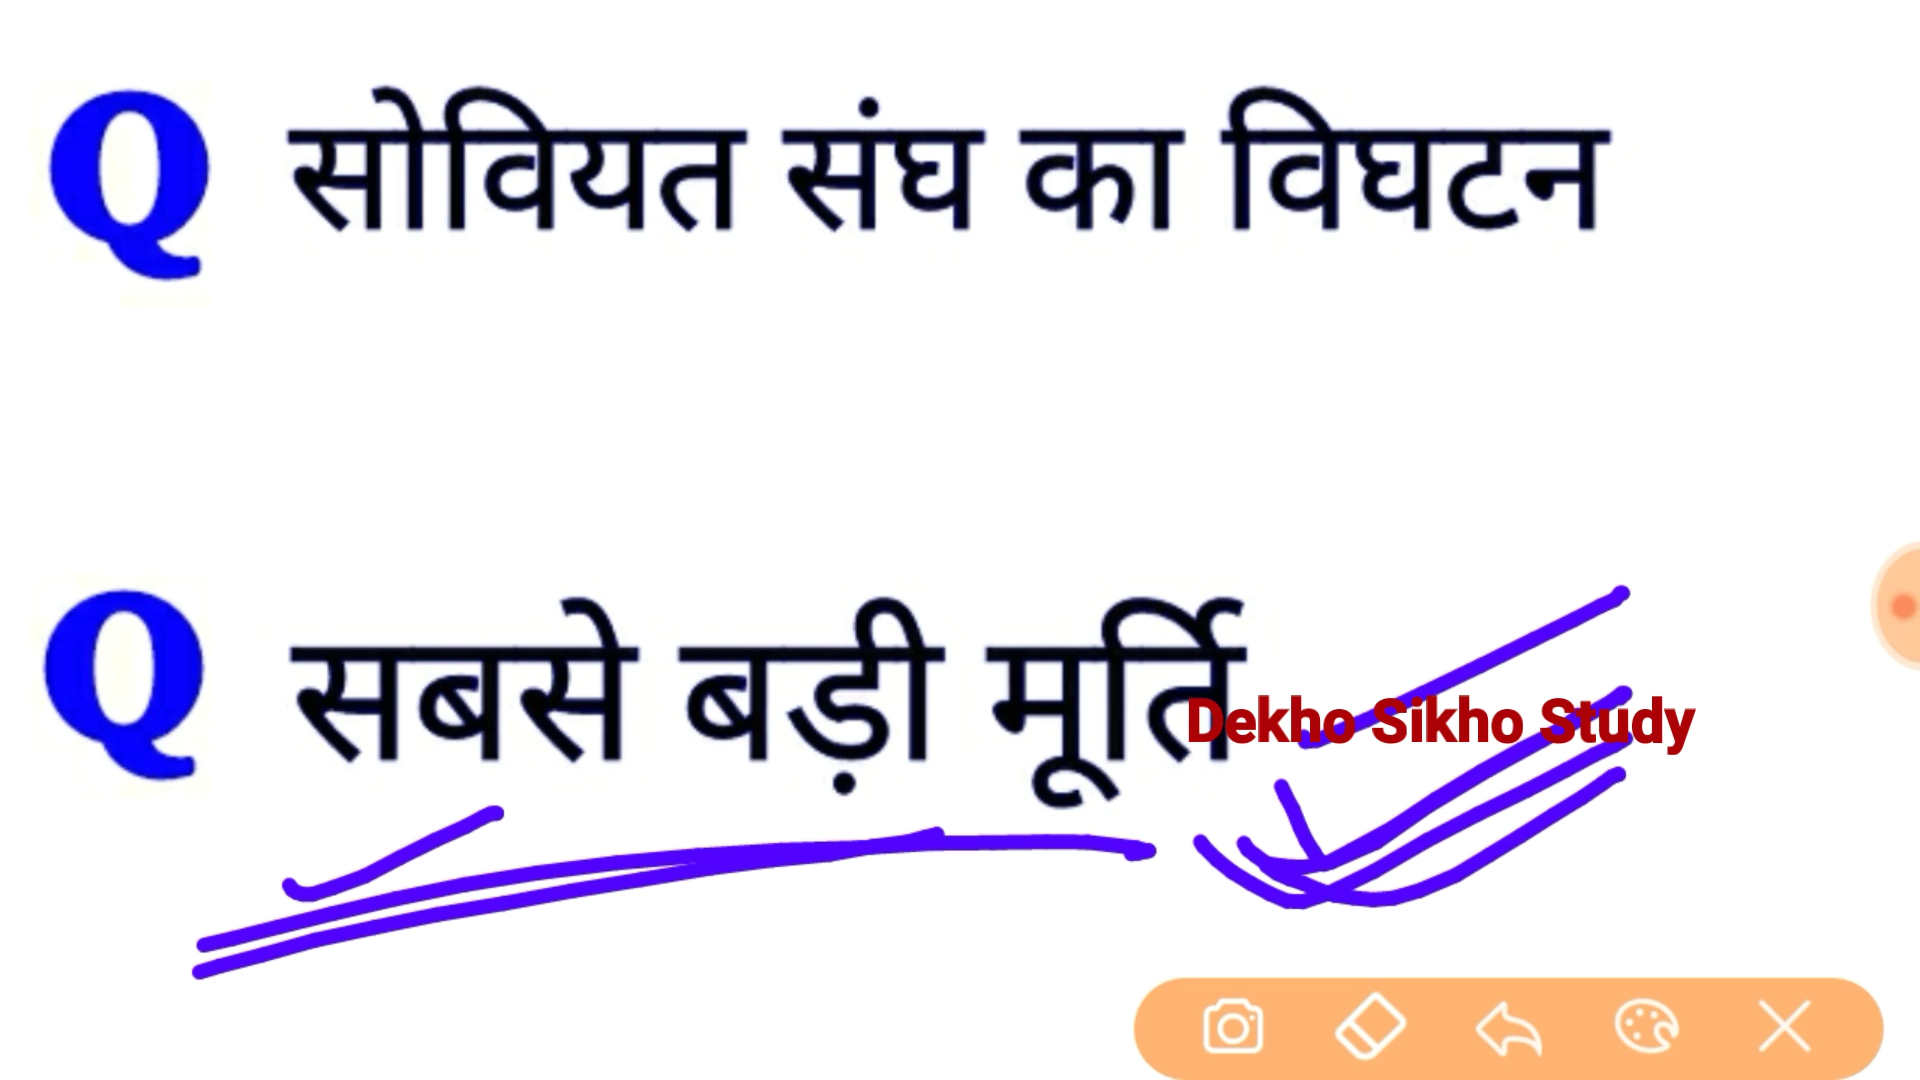 Q सोवियत संघ का विघटन
Q सबसे बड़ी मूर्ति
Dekho Sikho Study